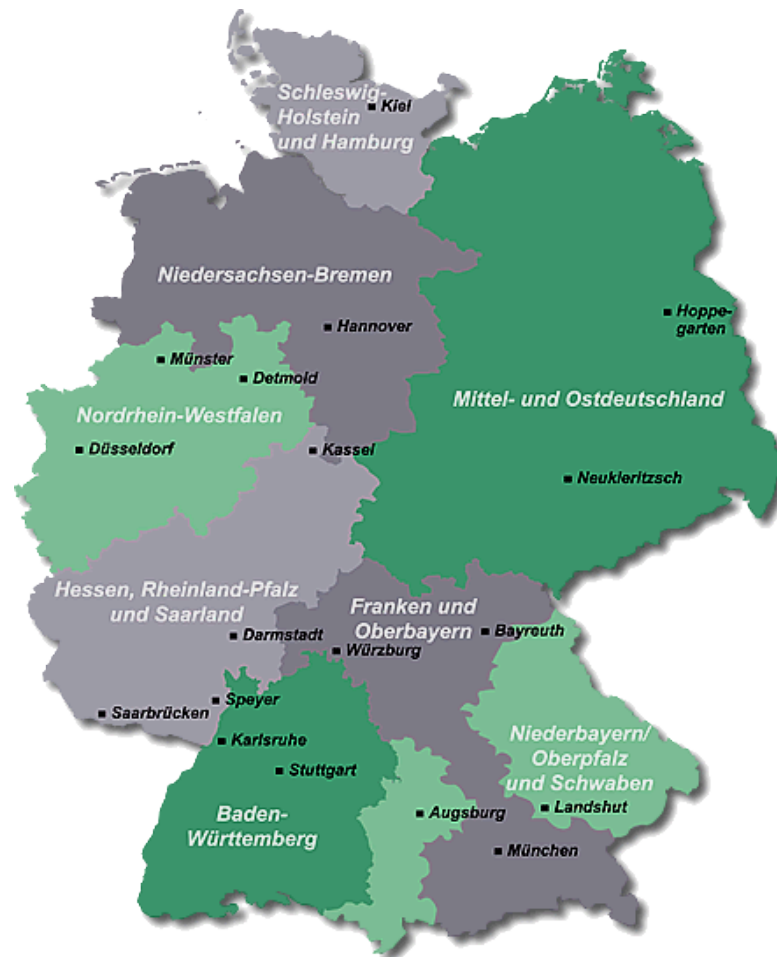 Schleswig-
Holstein
und Hamburg
Kiel
Niedersachsen-Bremen
Hannover
Hoppe-
garten
Münster
Detmold
Mittel- und Ostdeutschland
Nordrhein-Westfalen
Düsseldorf
Kassel
Neukieritzsch
Hessen, Rheinland-Pfalz
und Saarland
Franken und
Oberbayern
Darmstadt
Bayreuth
Würzburg
Speyer
Saarbrücken
Niederbayern/
Oberpfalz
und Schwaben
Karlsruhe
Stuttgart
Landshut
Baden-
Württemberg
Augsburg
München